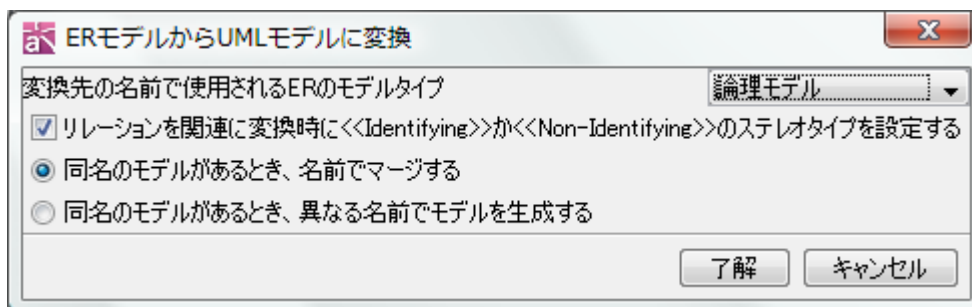 ERモデルからUMLモデルに変換
変換先の名前で使用されるERのモデルタイプ 論理モデル
リレーションを関連に変換時に<<Identifying>>か<<Non-Identifying>>のステレオタイプを設定する
同名のモデルがあるとき、名前でマージする
同名のモデルがあるとき、異なる名前でモデルを生成する
了解 キャンセル